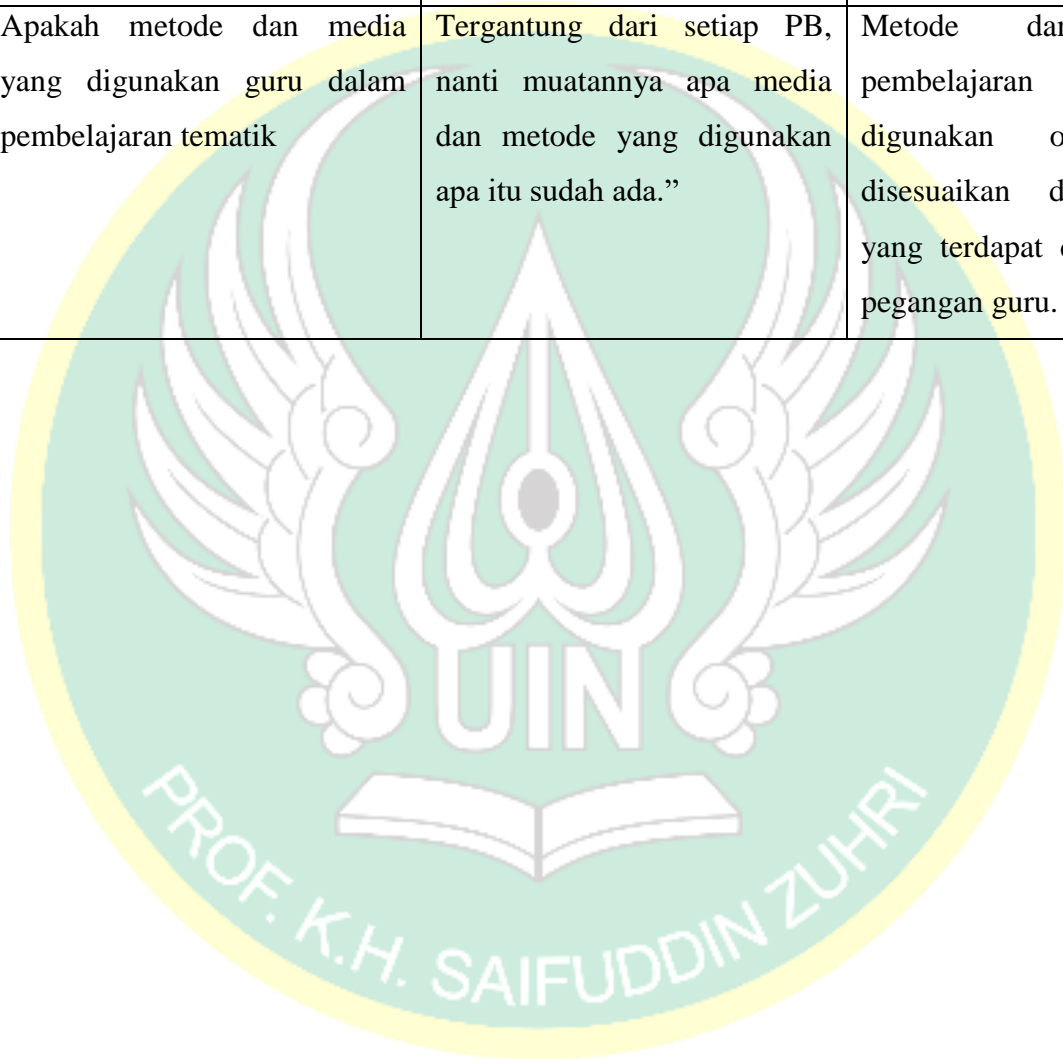 Apakah metode dan media
yang digunakan guru dalam
pembelajaran tematik
Tergantung dari setiap PB,
nanti muatannya apa media
dan metode yang digunakan
apa itu sudah ada.”
Metode
pembelajaran
digunakan
disesuaikan
yang terdapat
pegangan guru.
UIN
PROF. K.H. SAIFUDDIN ZUHRI